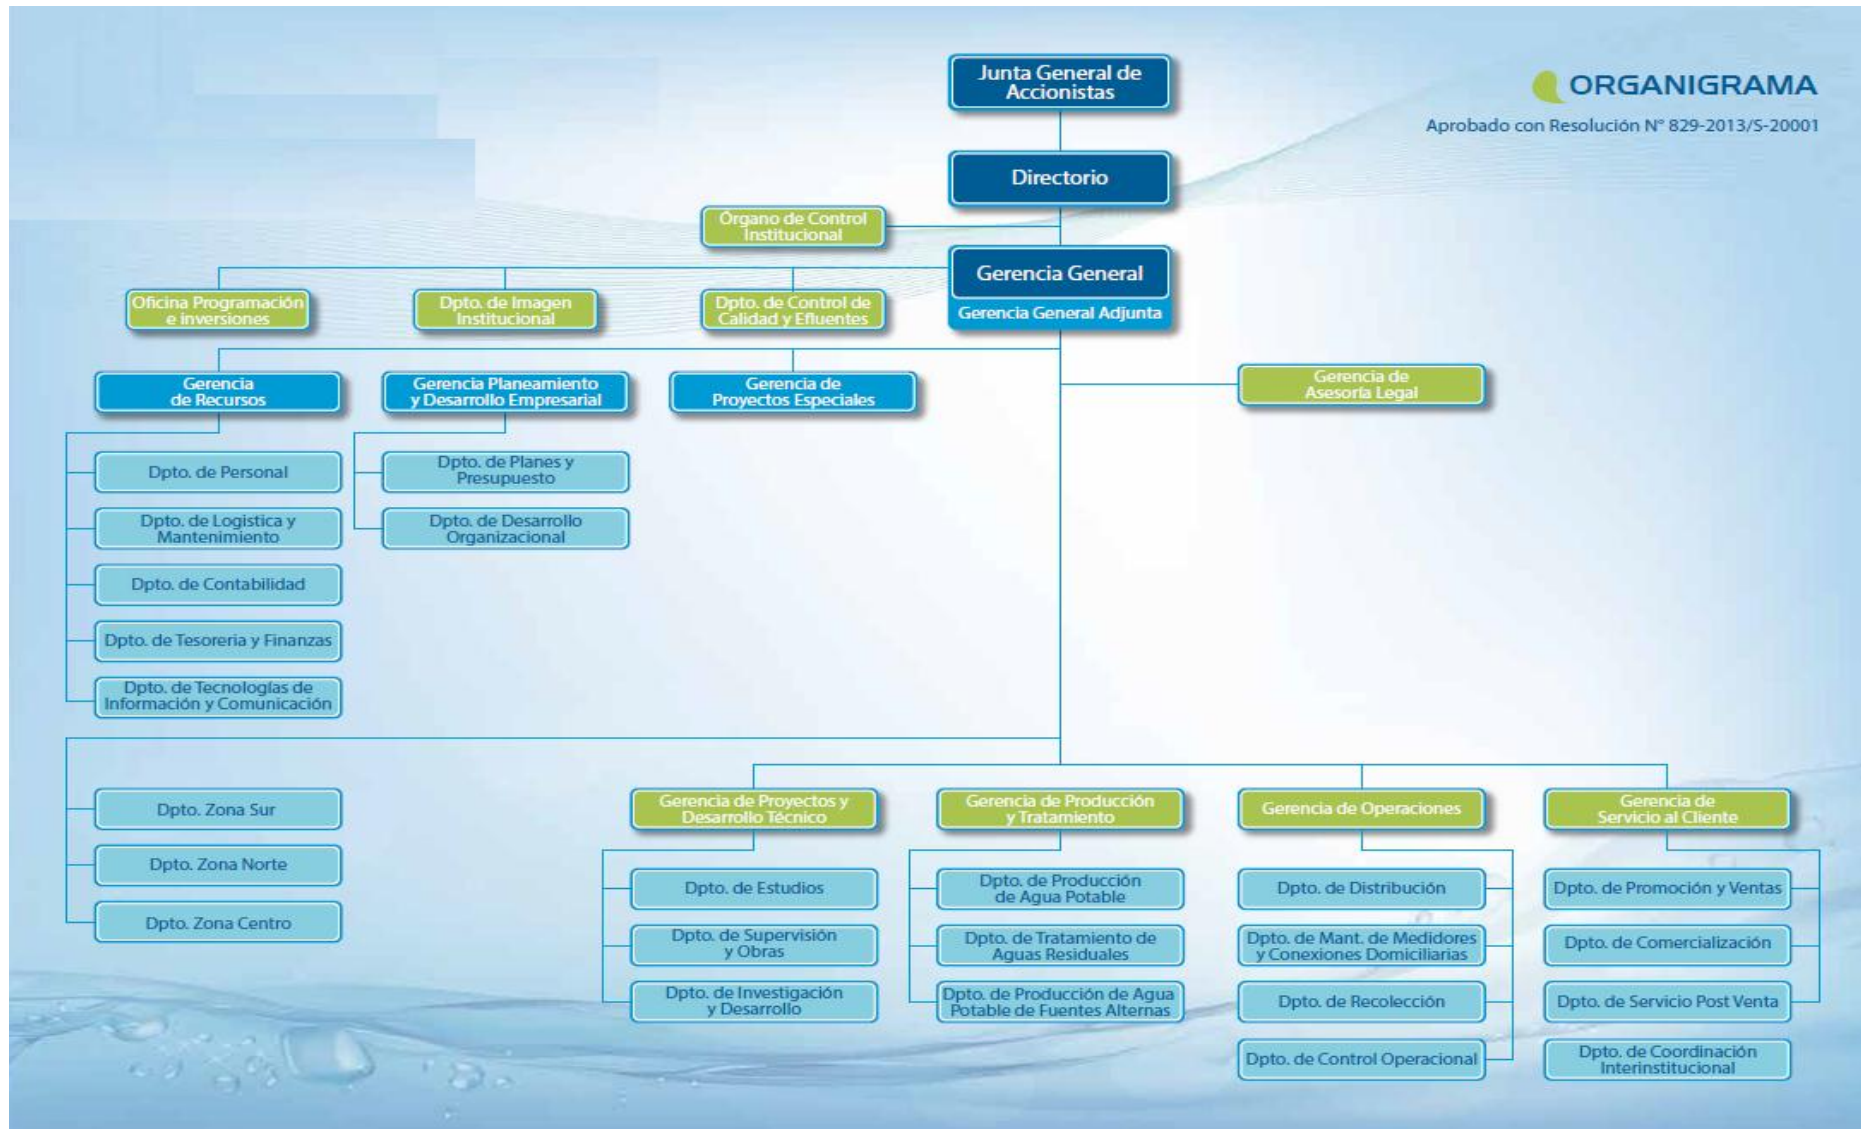 Junta General de
Accionistas
ORGANIGRAMA
Aprobado con Resolución N° 829-2013/S-20001
Directorio
Órgano de Control
Institucional
Gerencia General
Gerencia General Adjunta
Oficina Programación
e inversiones
Dpto. de Imagen
Institucional
Dpto. de Control de
Calidad y Efluentes
Gerencia
de Recursos
Gerencia Planeamiento
y Desarrollo Empresarial
Gerencia de
Proyectos Especiales
Gerencia de
Asesoría Legal
Dpto. de Personal
Dpto. de Logistica y
Mantenimiento
Dpto. de Contabilidad
Dpto. de Tesoreria y Finanzas
Dpto. de Tecnologías de
Información y Comunicación
Dpto. de Planes y
Presupuesto
Dpto. de Desarrollo
Organizacional
Dpto. Zona Sur
Dpto. Zona Norte
Dpto. Zona Centro
Gerencia de Proyectos y
Desarrollo Técnico
Dpto. de Estudios
Dpto. de Supervisión
y Obras
Dpto. de Investigación
y Desarrollo
Gerencia de Producción
y Tratamiento
Dpto. de Producción
de Agua Potable
Dpto. de Tratamiento de
Aguas Residuales
Dpto. de Producción de Agua
Potable de Fuentes Alternas
Gerencia de Operaciones
Dpto. de Distribución
Dpto. de Mant. de Medidores
y Conexiones Domiciliarias
Dpto. de Recolección
Dpto. de Control Operacional
Gerencia de
Servicio al Cliente
Dpto. de Promoción y Ventas
Dpto. de Comercialización
Dpto. de Servicio Post Venta
Dpto. de Coordinación
Interinstitucional